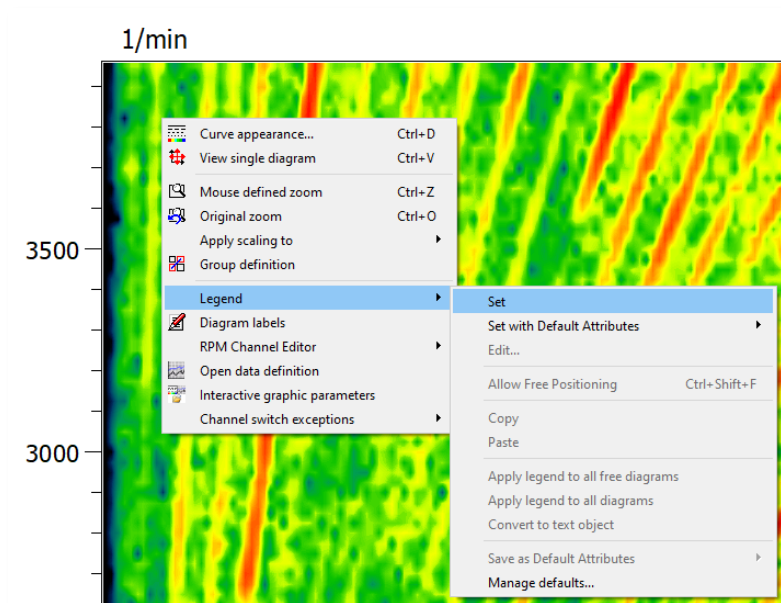 1/min
3500
3000
Curve appearance... Ctrl+D
View single diagram Ctrl+V
Mouse defined zoom Ctrl+Z
Original zoom Ctrl+O
Apply scaling to
Group definition
Legend
Diagram labels
RPM Channel Editor
Open data definition
Interactive graphic parameters
Channel switch exceptions
Set
Set with Default Attributes
Edit...
Allow Free Positioning Ctrl+Shift+F
Copy
Paste
Apply legend to all free diagrams
Apply legend to all diagrams
Convert to text object
Save as Default Attributes
Manage defaults...